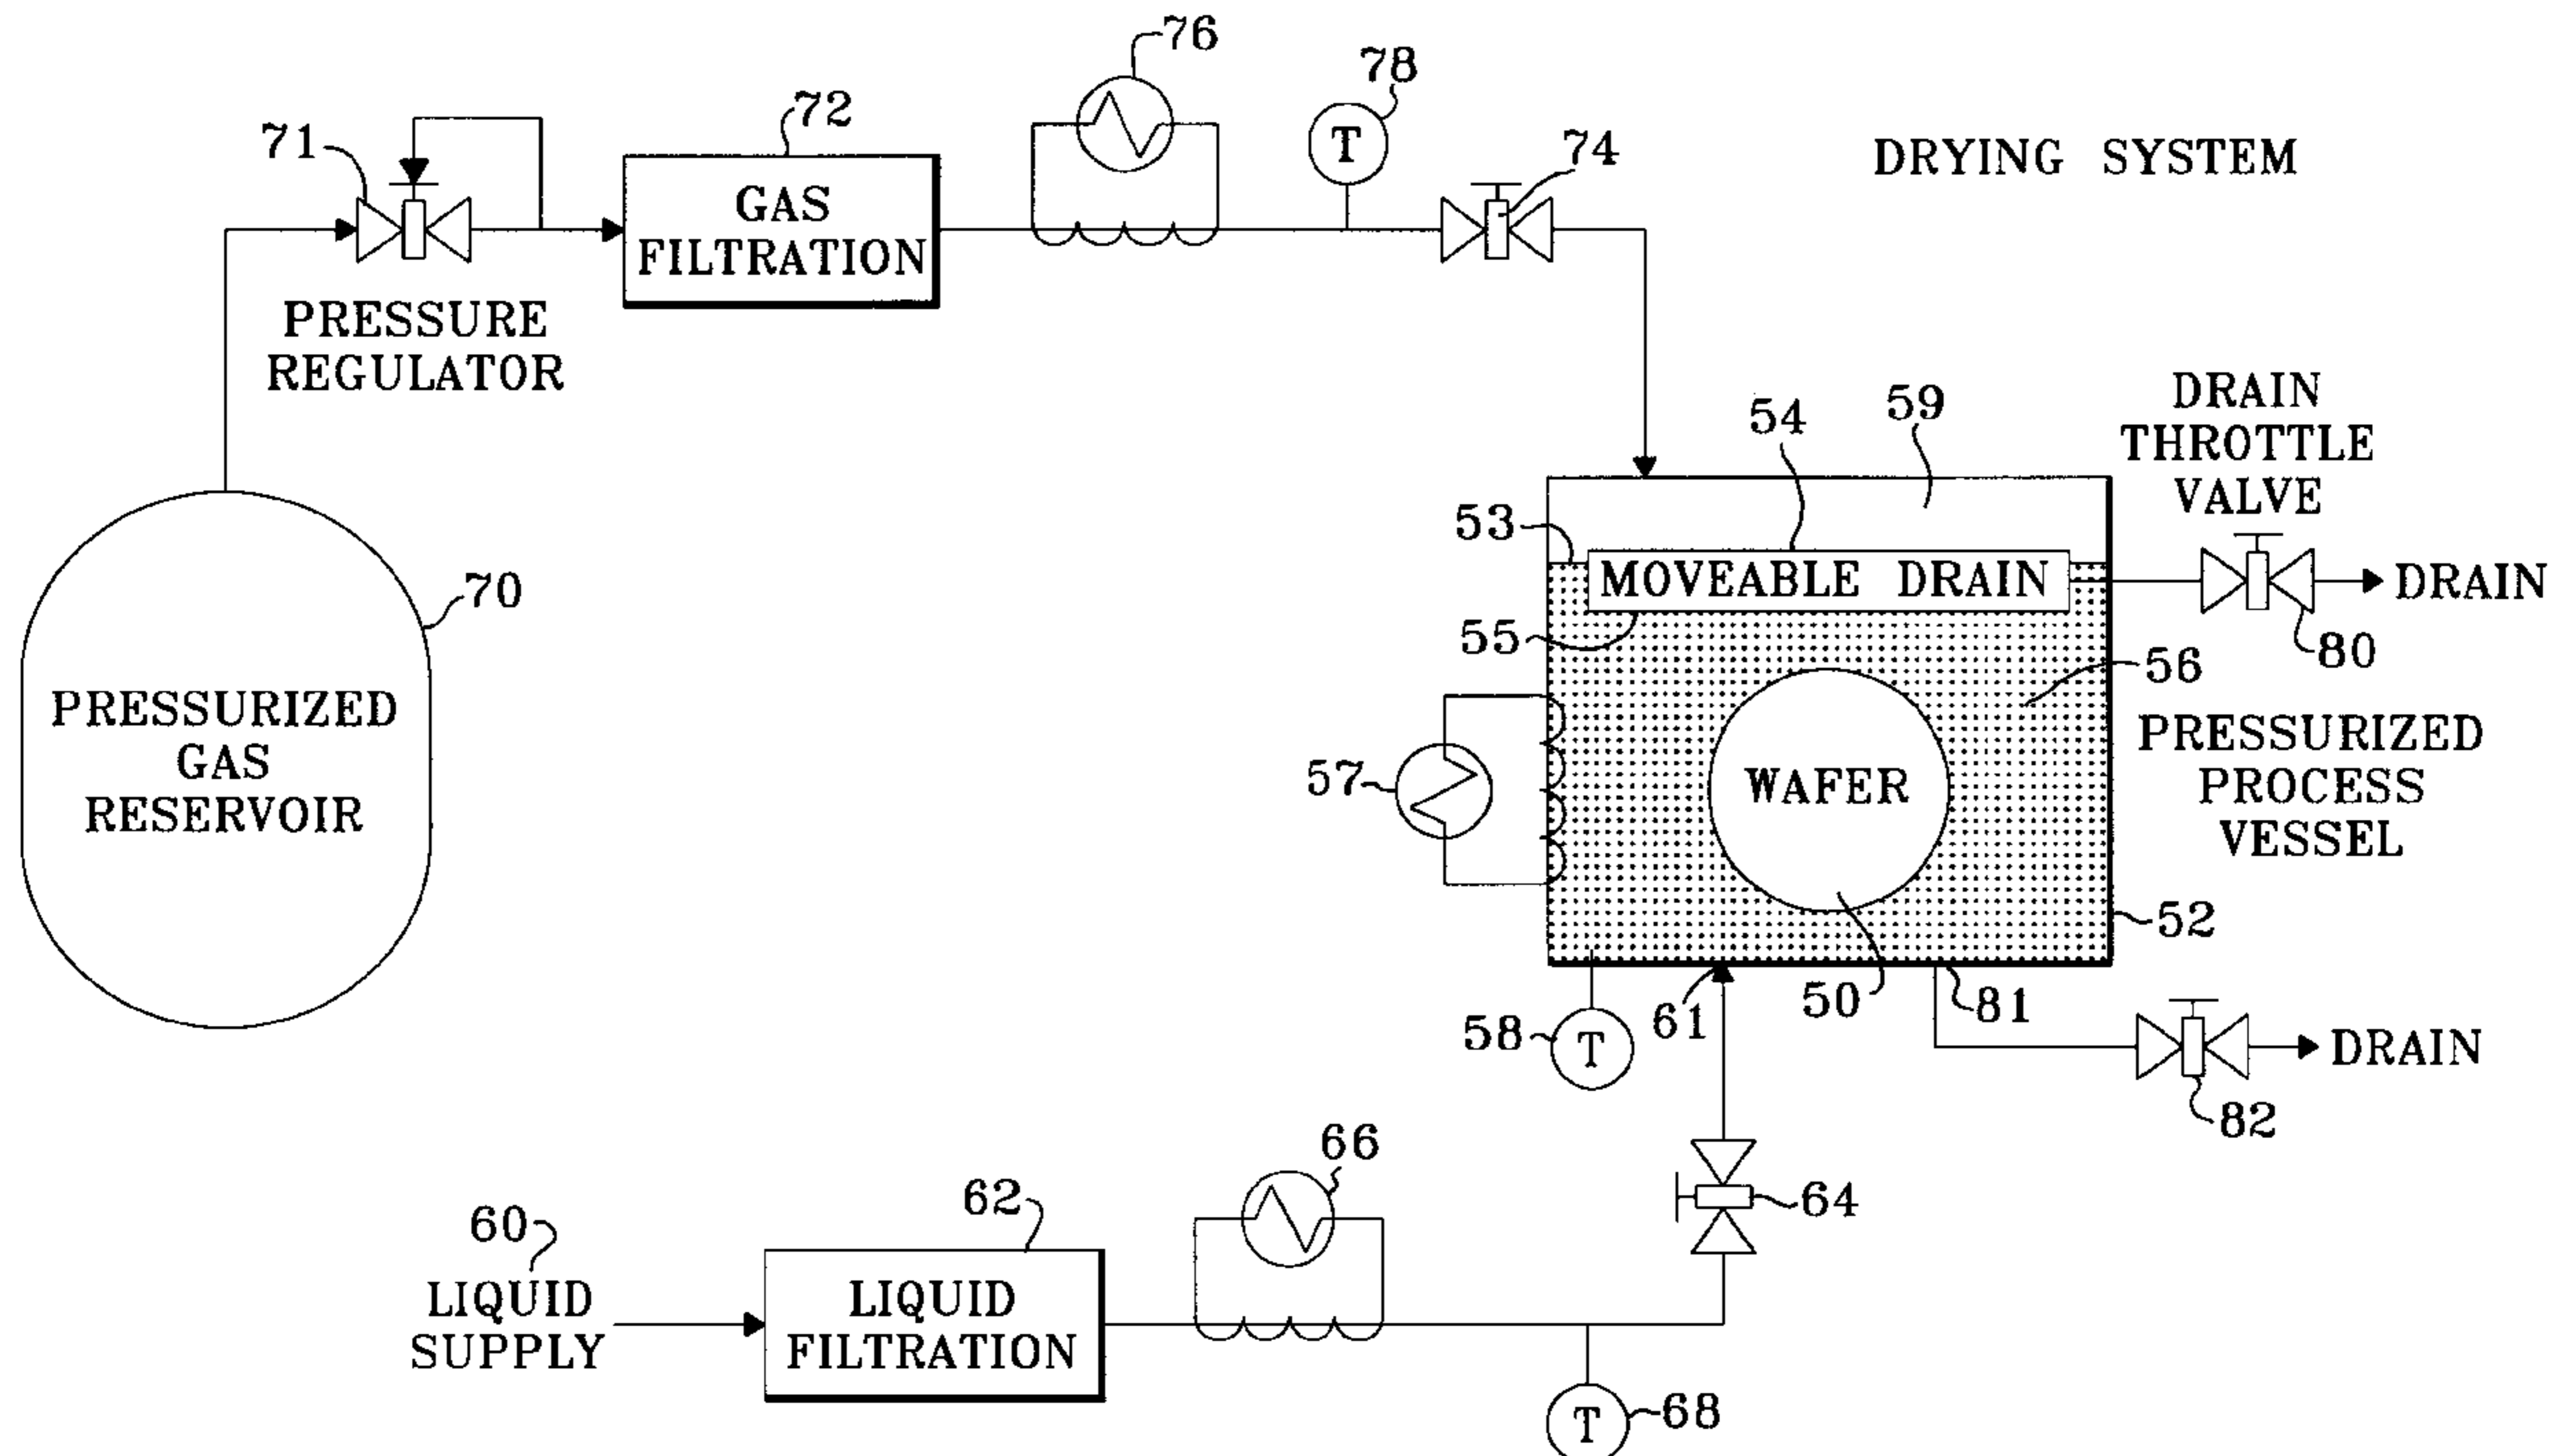 76
78
72
71
T
74
DRYING SYSTEM
GAS
FILTRATION
PRESSURE
REGULATOR
59
54
DRAIN
THROTTLE
VALVE
53
MOVEABLE DRAIN
DRAIN
70
55
80
56
PRESSURIZED
GAS
RESERVOIR
PRESSURIZED
PROCESS
VESSEL
57
WAFER
52
50
81
61
58
T
DRAIN
82
66
62
64
60
LIQUID
SUPPLY
LIQUID
FILTRATION
T
68